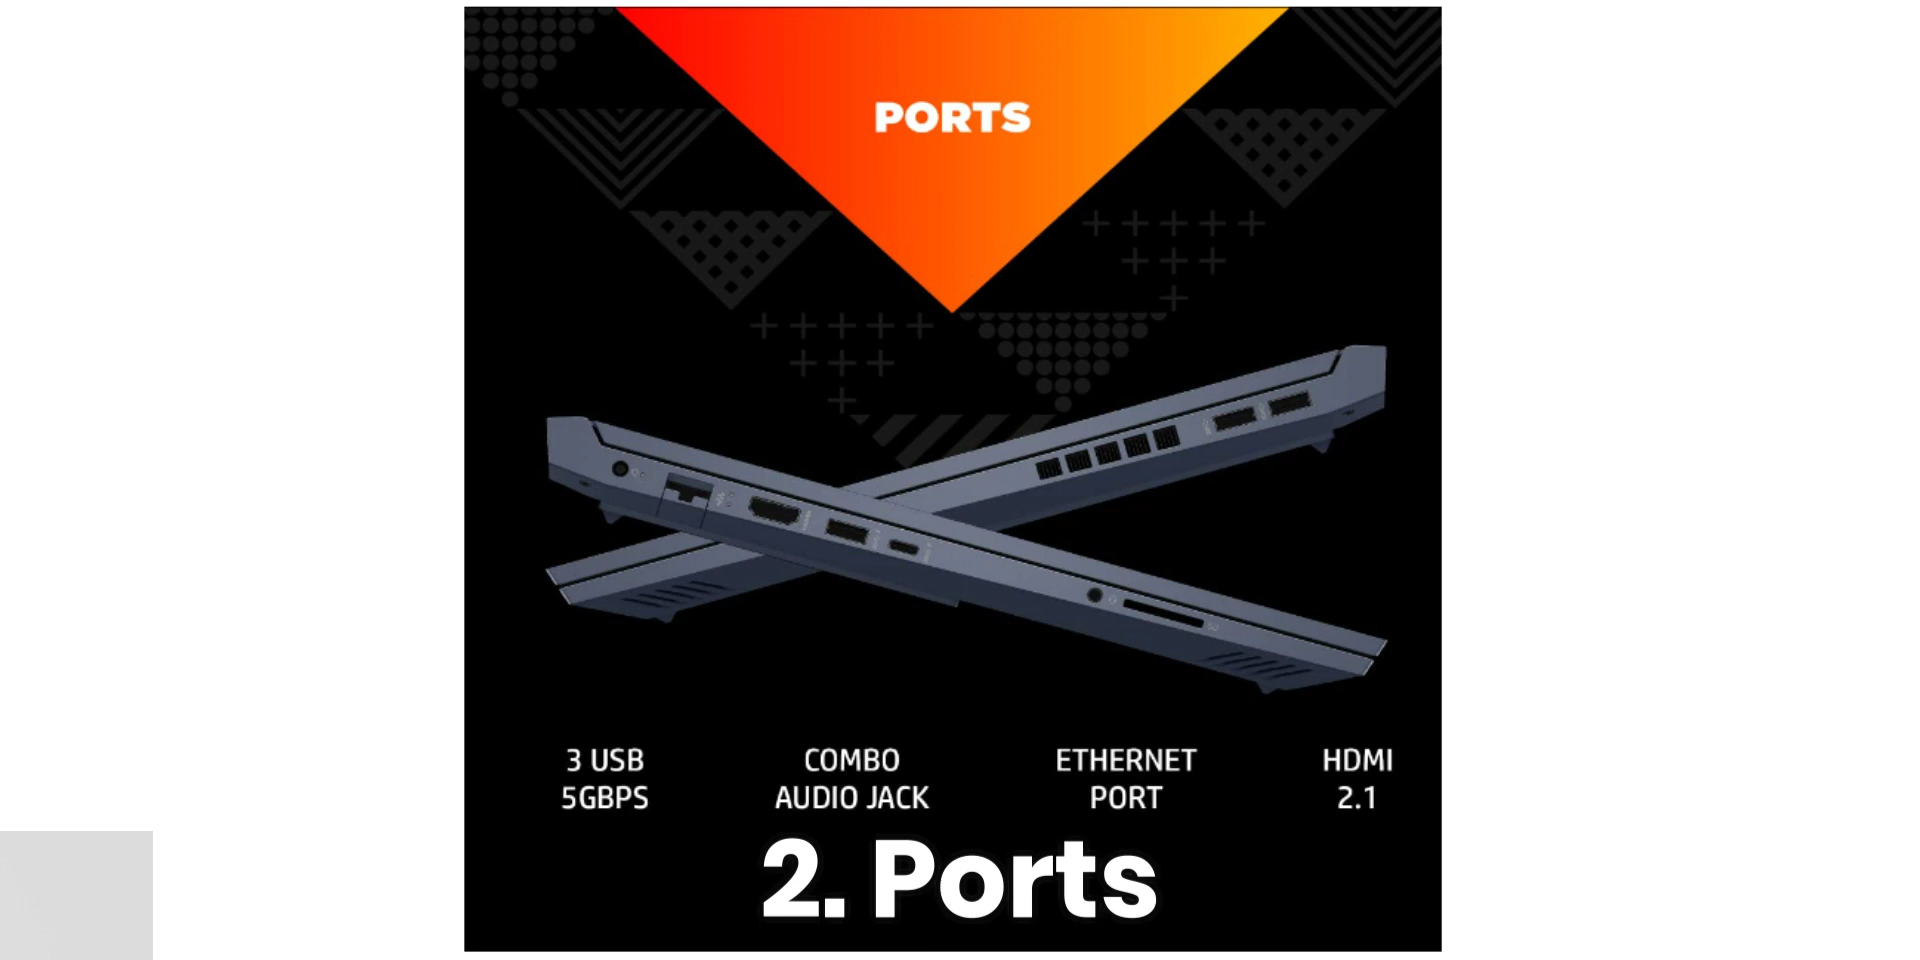 PORTS
3 USB
5GBPS
COMBO
AUDIO JACK
ETHERNET
PORT
HDMI
2.1
2. Ports